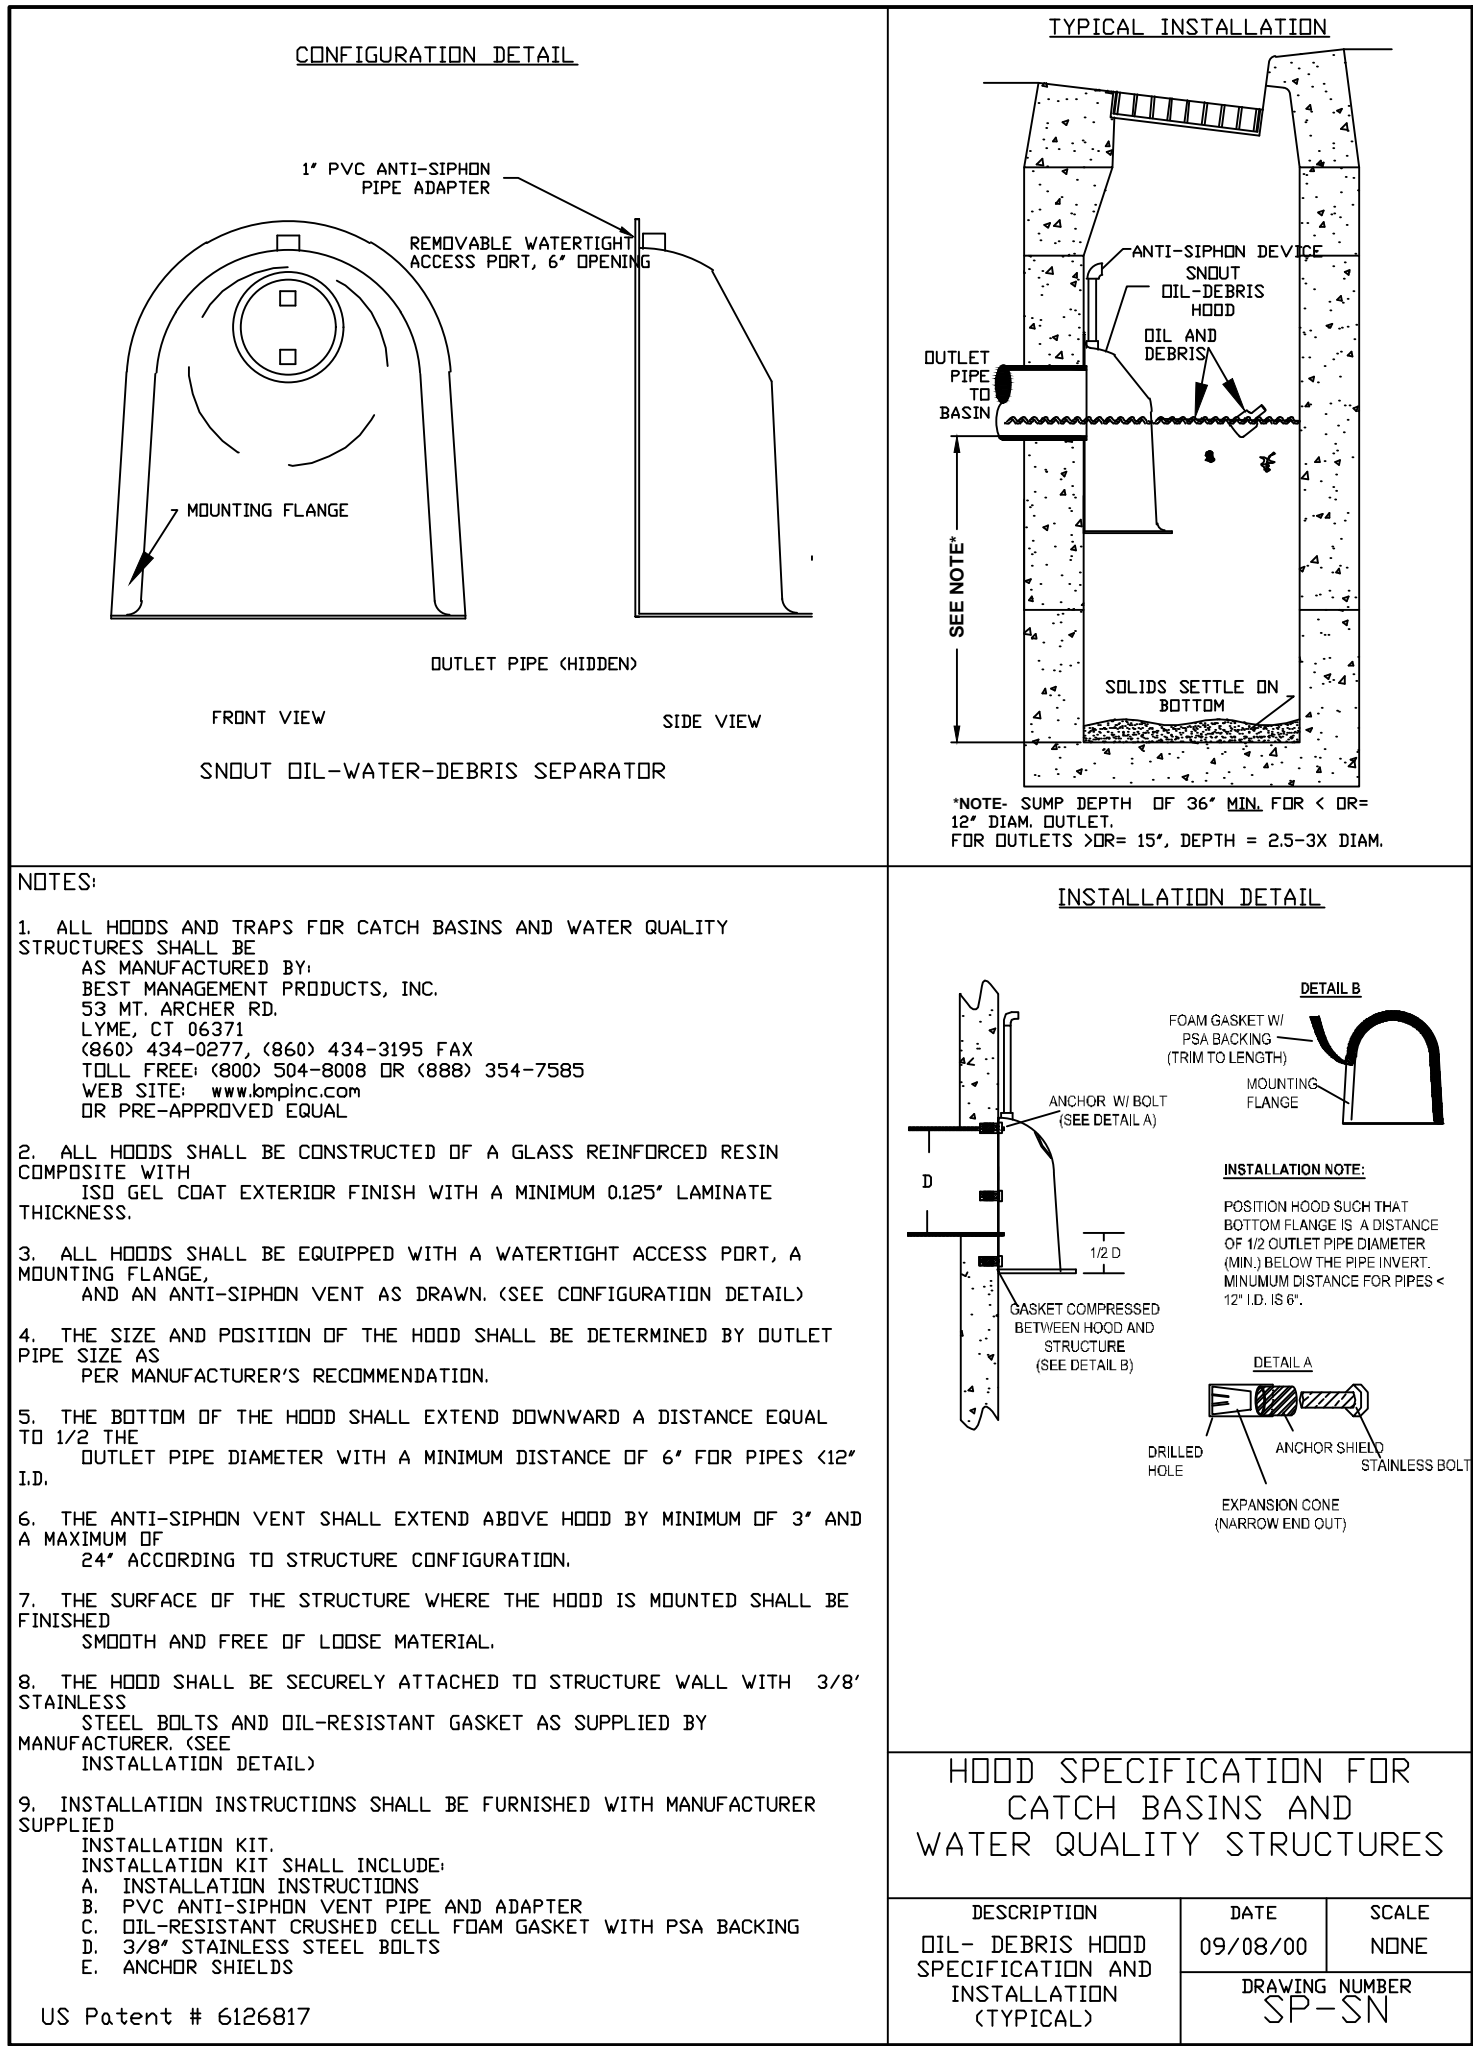 CONFIGURATION DETAIL
1" PVC ANTI-SIPHON
PIPE ADAPTER
REMOVABLE WATERTIGHT
ACCESS PORT, 6" OPENING
MOUNTING FLANGE
OUTLET PIPE (HIDDEN)
FRONT VIEW
SIDE VIEW
SNOUT OIL-WATER-DEBRIS SEPARATOR
TYPICAL INSTALLATION
ANTI-SIPHON DEVICE
SNOUT
OIL-DEBRIS
HOOD
OIL AND
DEBRIS
OUTLET
PIPE
TO
BASIN
SEE NOTE*
SOLIDS SETTLE ON
BOTTOM
*NOTE- SUMP DEPTH OF 36" MIN. FOR < OR=
12" DIAM. OUTLET.
FOR OUTLETS >OR= 15", DEPTH = 2.5-3X DIAM.
NOTES:
1. ALL HOODS AND TRAPS FOR CATCH BASINS AND WATER QUALITY
STRUCTURES SHALL BE
AS MANUFACTURED BY:
BEST MANAGEMENT PRODUCTS, INC.
53 MT. ARCHER RD.
LYME, CT 06371
(860) 434-0277, (860) 434-3195 FAX
TOLL FREE: (800) 504-8008 OR (888) 354-7585
WEB SITE: www.bmpinc.com
OR PRE-APPROVED EQUAL
2. ALL HOODS SHALL BE CONSTRUCTED OF A GLASS REINFORCED RESIN
COMPOSITE WITH
ISO GEL COAT EXTERIOR FINISH WITH A MINIMUM 0.125" LAMINATE
THICKNESS.
3. ALL HOODS SHALL BE EQUIPPED WITH A WATERTIGHT ACCESS PORT, A
MOUNTING FLANGE,
AND AN ANTI-SIPHON VENT AS DRAWN. (SEE CONFIGURATION DETAIL)
4. THE SIZE AND POSITION OF THE HOOD SHALL BE DETERMINED BY OUTLET
PIPE SIZE AS
PER MANUFACTURER'S RECOMMENDATION.
5. THE BOTTOM OF THE HOOD SHALL EXTEND DOWNWARD A DISTANCE EQUAL
TO 1/2 THE
OUTLET PIPE DIAMETER WITH A MINIMUM DISTANCE OF 6" FOR PIPES <12"
I.D.
6. THE ANTI-SIPHON VENT SHALL EXTEND ABOVE HOOD BY MINIMUM OF 3" AND
A MAXIMUM OF
24" ACCORDING TO STRUCTURE CONFIGURATION.
7. THE SURFACE OF THE STRUCTURE WHERE THE HOOD IS MOUNTED SHALL BE
FINISHED
SMOOTH AND FREE OF LOOSE MATERIAL.
8. THE HOOD SHALL BE SECURELY ATTACHED TO STRUCTURE WALL WITH 3/8'
STAINLESS
STEEL BOLTS AND OIL-RESISTANT GASKET AS SUPPLIED BY
MANUFACTURER. (SEE
INSTALLATION DETAIL)
9. INSTALLATION INSTRUCTIONS SHALL BE FURNISHED WITH MANUFACTURER
SUPPLIED
INSTALLATION KIT.
INSTALLATION KIT SHALL INCLUDE:
A. INSTALLATION INSTRUCTIONS
B. PVC ANTI-SIPHON VENT PIPE AND ADAPTER
C. OIL-RESISTANT CRUSHED CELL FOAM GASKET WITH PSA BACKING
D. 3/8" STAINLESS STEEL BOLTS
E. ANCHOR SHIELDS
US Patent # 6126817
INSTALLATION DETAIL
DETAIL B
FOAM GASKET W/
PSA BACKING
(TRIM TO LENGTH)
MOUNTING
FLANGE
ANCHOR W/ BOLT
(SEE DETAIL A)
D
1/2 D
INSTALLATION NOTE:
POSITION HOOD SUCH THAT
BOTTOM FLANGE IS A DISTANCE
OF 1/2 OUTLET PIPE DIAMETER
(MIN.) BELOW THE PIPE INVERT.
MINUMUM DISTANCE FOR PIPES <
12" I.D. IS 6".
GASKET COMPRESSED
BETWEEN HOOD AND
STRUCTURE
(SEE DETAIL B)
DETAIL A
DRILLED
HOLE
ANCHOR SHIELD
STAINLESS BOLT
EXPANSION CONE
(NARROW END OUT)
HOOD SPECIFICATION FOR
CATCH BASINS AND
WATER QUALITY STRUCTURES
DESCRIPTION
OIL- DEBRIS HOOD
SPECIFICATION AND
INSTALLATION
(TYPICAL)
DATE
09/08/00
SCALE
NONE
DRAWING NUMBER
SP-SN